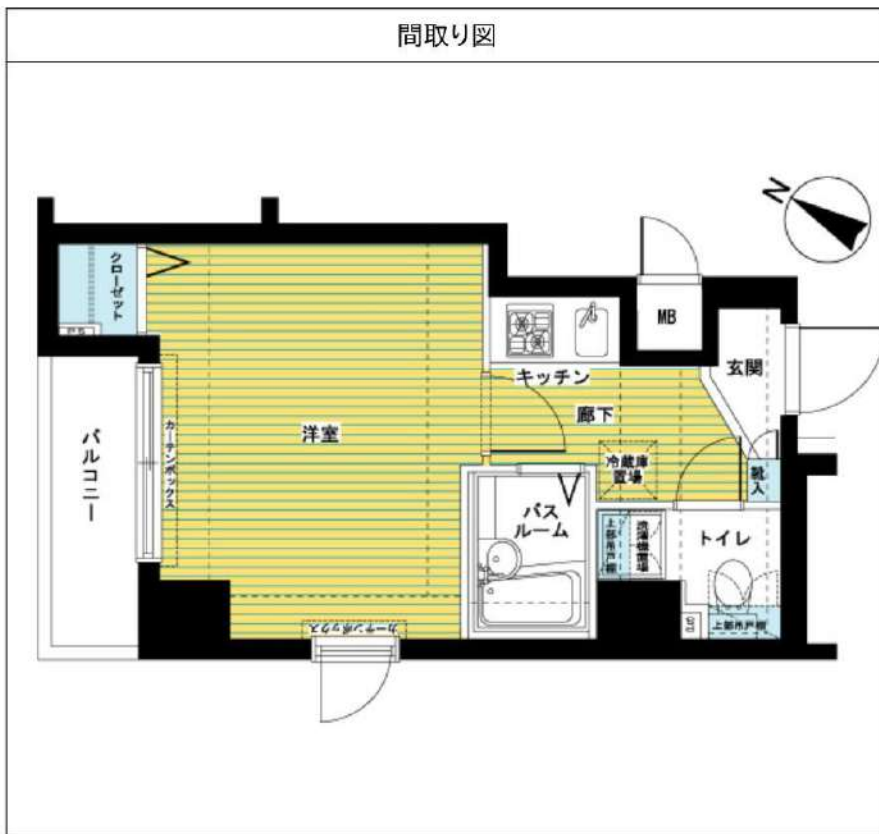 間取り図
N
クローゼット
P.S
MB
玄関
キッチン
廊下
洋室
カーテンボックス
バルコニー
冷蔵庫
置場
靴入
バス
ルーム
上部吊戸棚
洗濯機置場
トイレ
カーテンボックス
上部吊戸棚